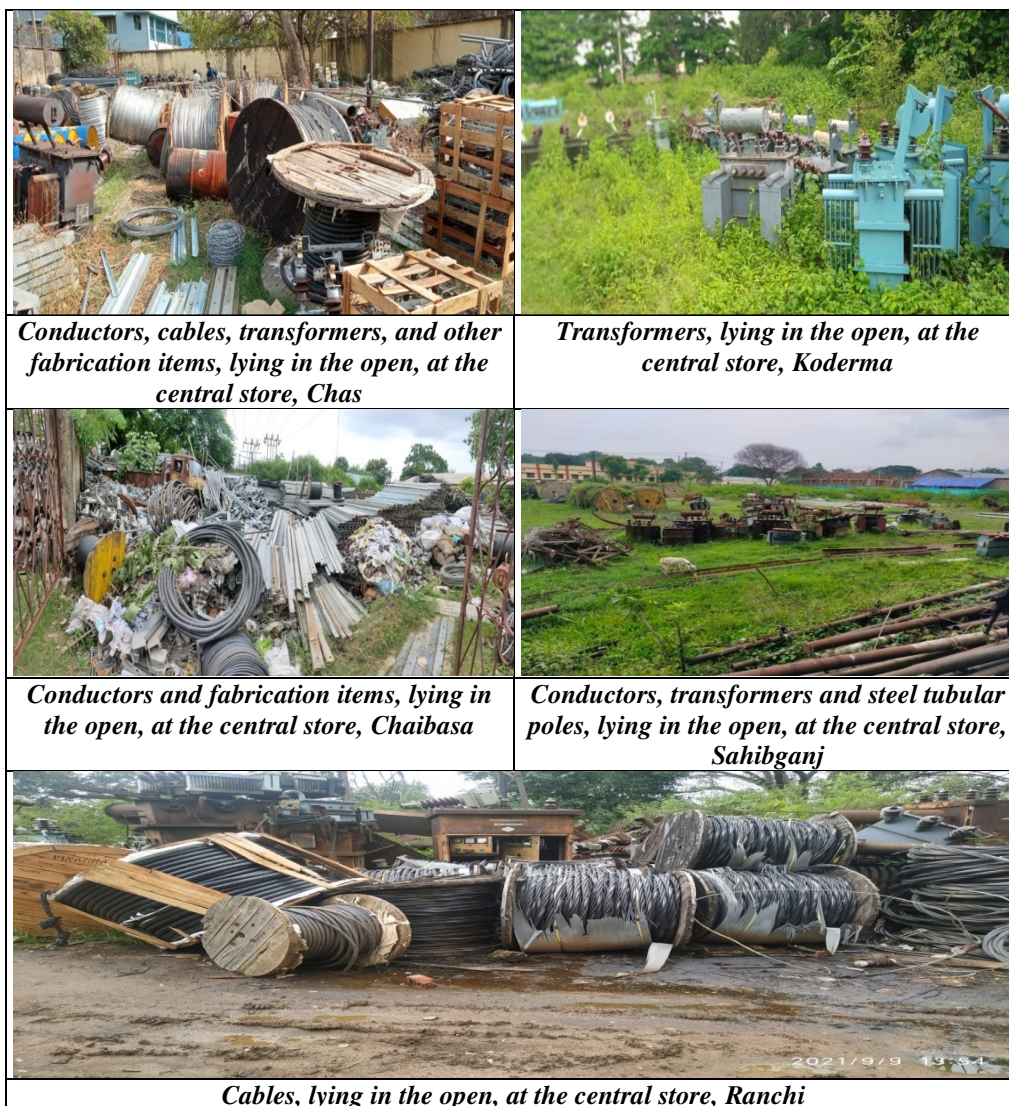 Conductors, cables, transformers, and other
fabrication items, lying in the open, at the
central store, Chas
Transformers, lying in the open, at the
central store, Koderma
Conductors and fabrication items, lying in
the open, at the central store, Chaibasa
Conductors, transformers and steel tubular
poles, lying in the open, at the central store,
Sahibganj
2021/9/9 13:54
Cables, lying in the open, at the central store, Ranchi